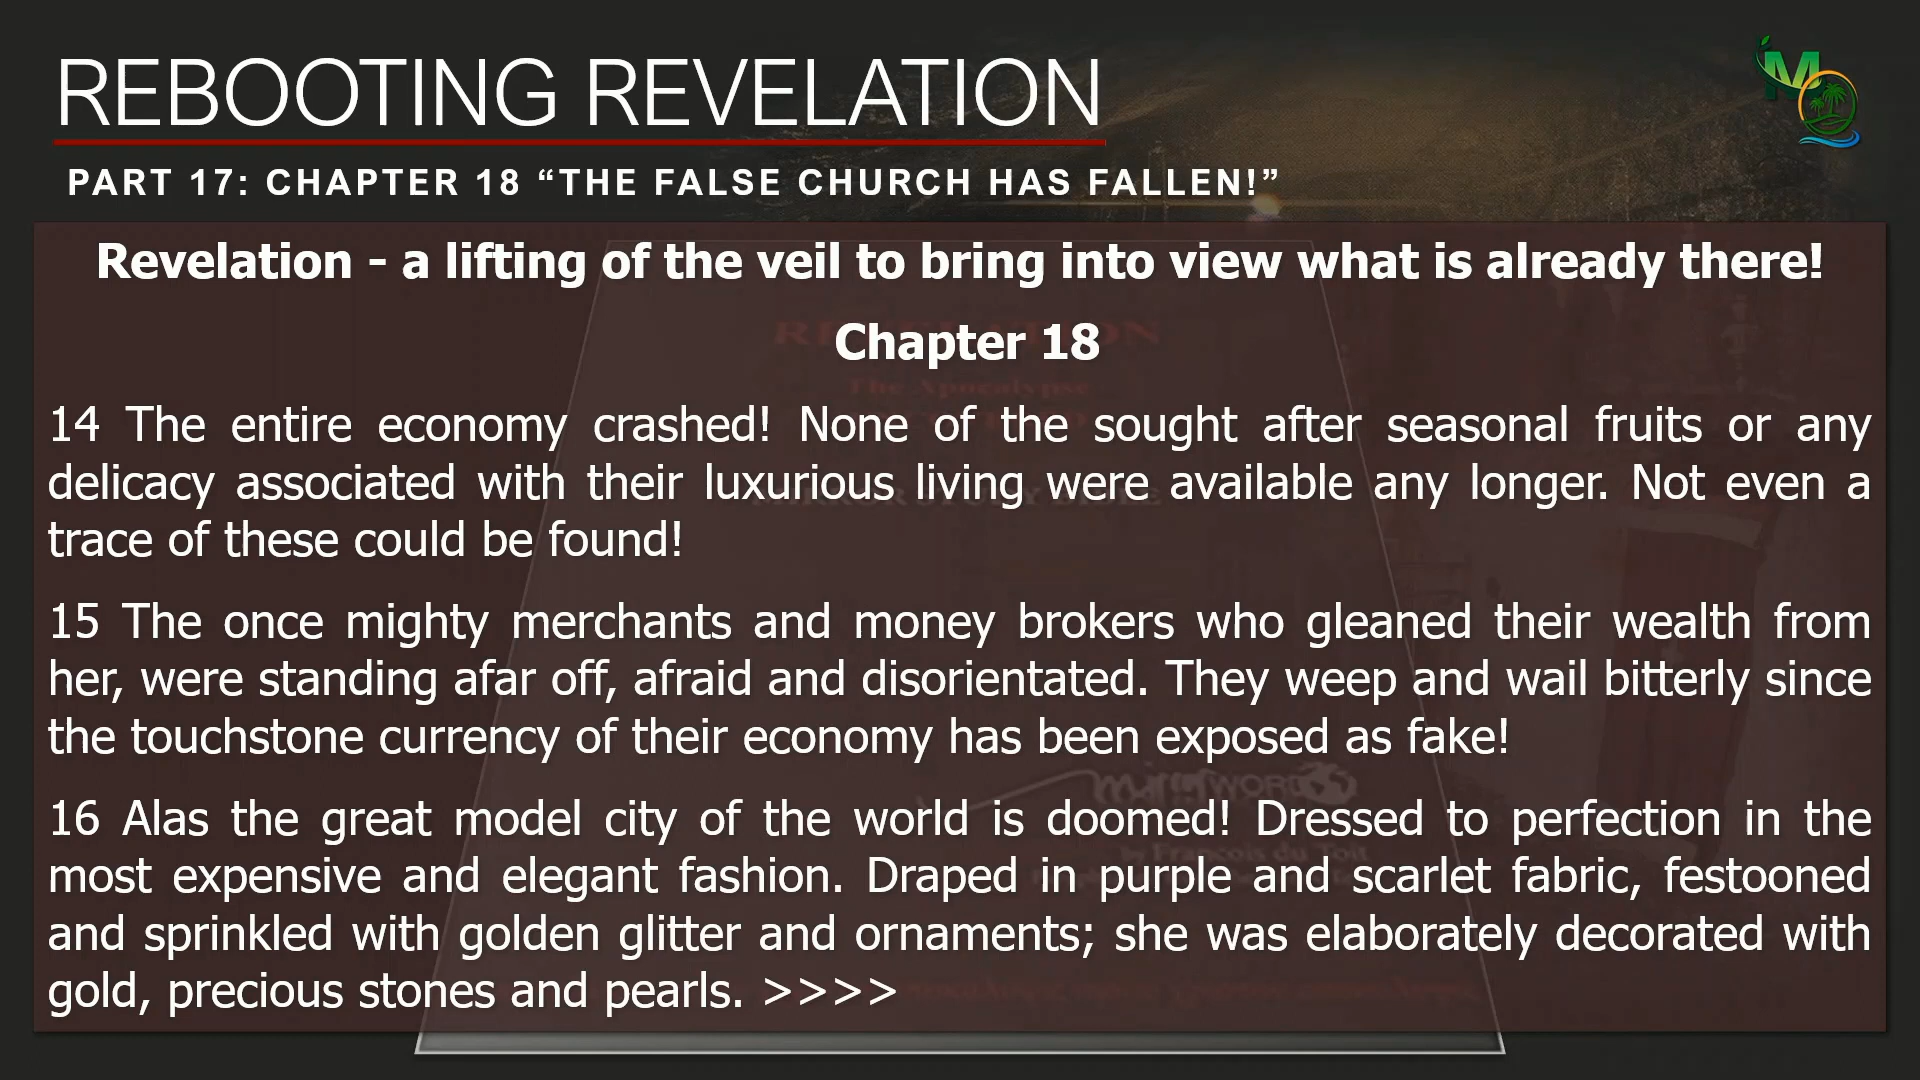 REBOOTING REVELATION
PART 17: CHAPTER 18 “THE FALSE CHURCH HAS FALLEN!”
Revelation - a lifting of the veil to bring into view what is already there!
Chapter 18
14 The entire economy crashed! None of the sought after seasonal fruits or any
delicacy associated with their luxurious living were available any longer. Not even a
trace of these could be found!
15 The once mighty merchants and money brokers who gleaned their wealth from
her, were standing afar off, afraid and disorientated. They weep and wail bitterly since
the touchstone currency of their economy has been exposed as fake!
16 Alas the great model city of the world is doomed! Dressed to perfection in the
most expensive and elegant fashion. Draped in purple and scarlet fabric, festooned
and sprinkled with golden glitter and ornaments; she was elaborately decorated with
gold, precious stones and pearls. >>>>